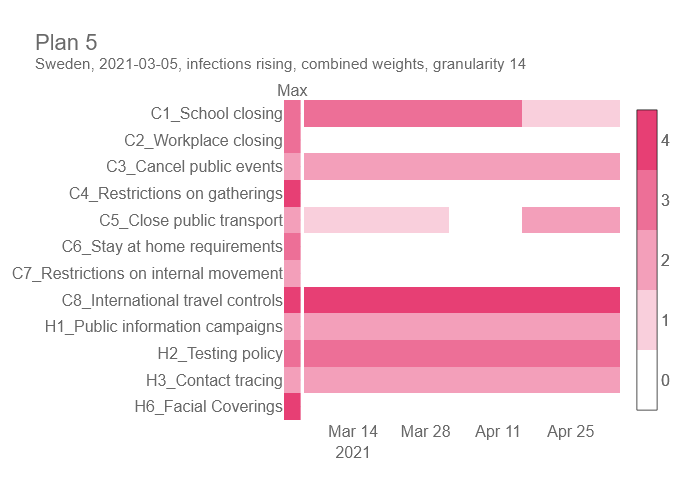 Plan 5
Sweden, 2021-03-05, infections rising, combined weights, granularity 14
Max
C1_School closing
C2_Workplace closing
C3_Cancel public events
C4_Restrictions on gatherings
C5_Close public transport
C6_Stay at home requirements
C7_Restrictions on internal movement
C8_International travel controls
H1_Public information campaigns
H2_Testing policy
H3_Contact tracing
H6_Facial Coverings
Mar 14 Mar 28 Apr 11 Apr 25
2021
4
3
2
1
0